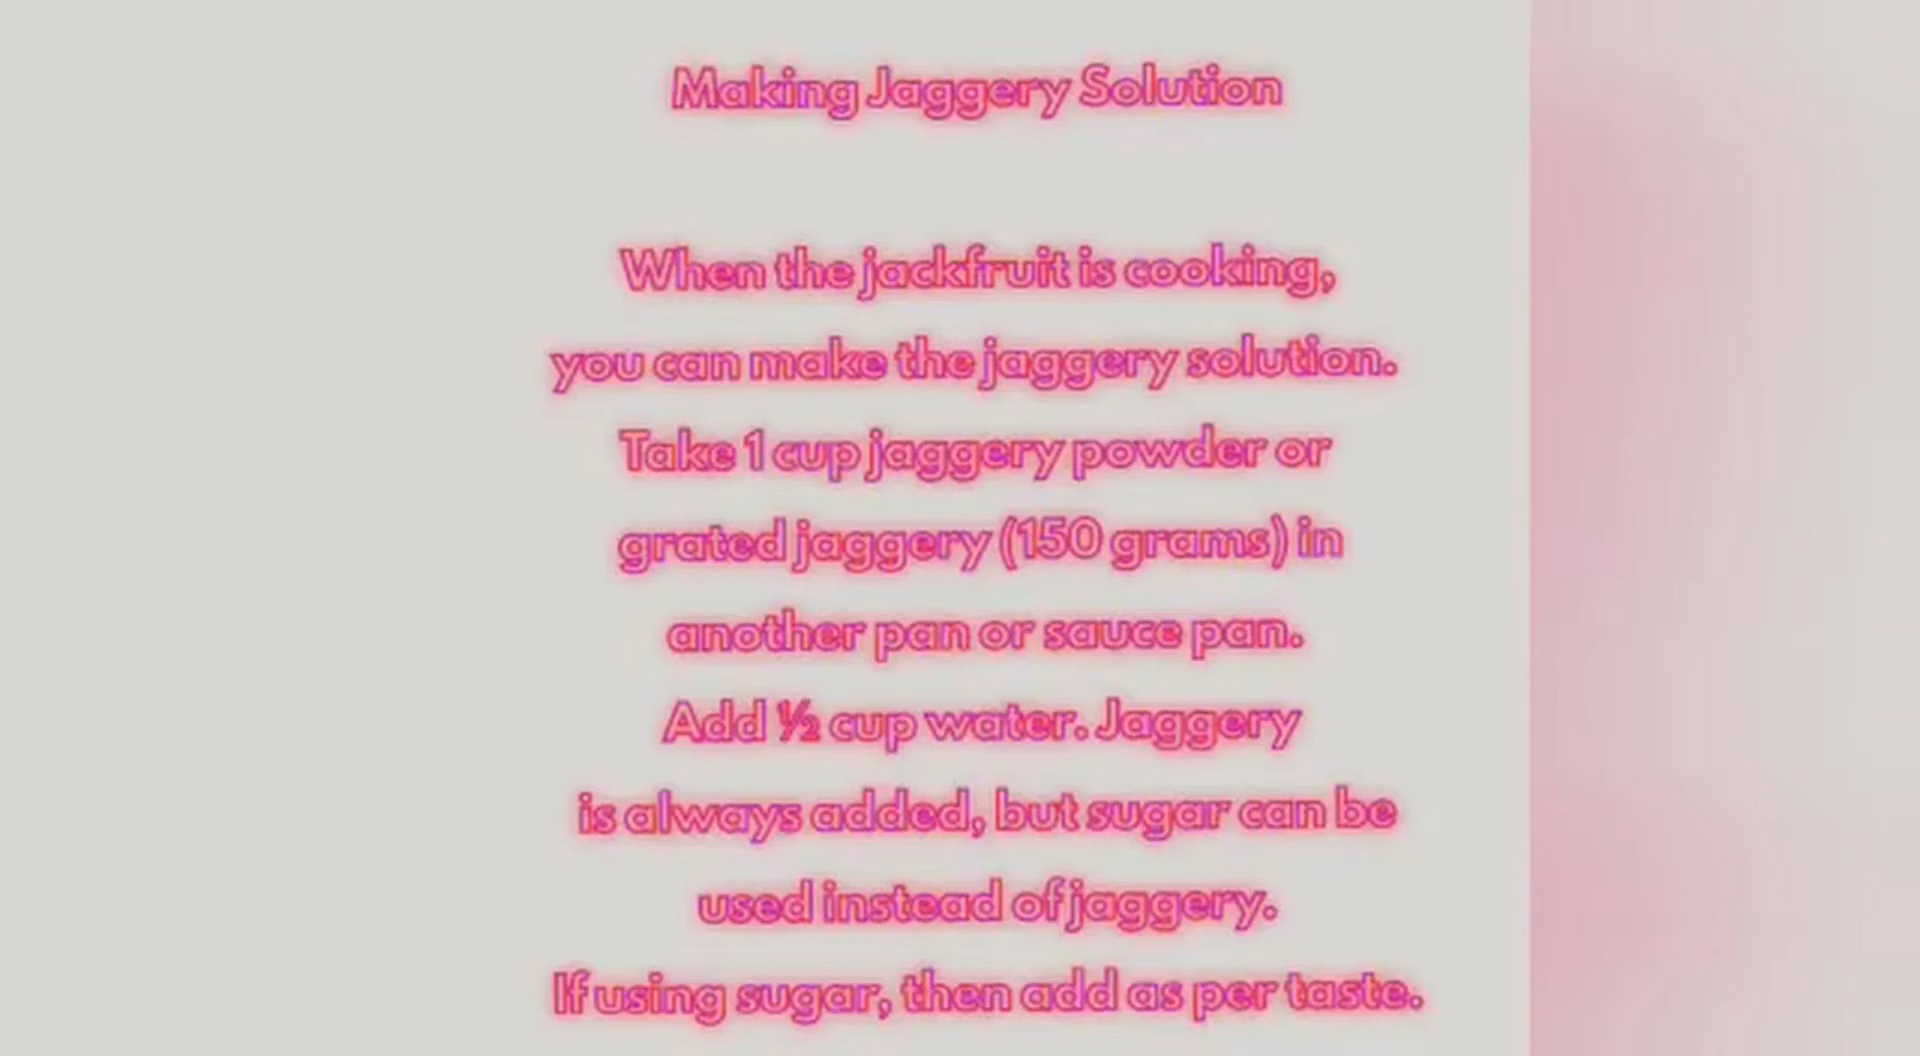 Making Jaggery Solution
When the jackfruit is cooking,
you can make the jaggery solution.
Take 1 cup jaggery powder or
grated jaggery (150 grams) in
another pan or sauce pan.
Add ½ cup water. Jaggery
is always added, but sugar can be
used instead of jaggery.
If using sugar, then add as per taste.